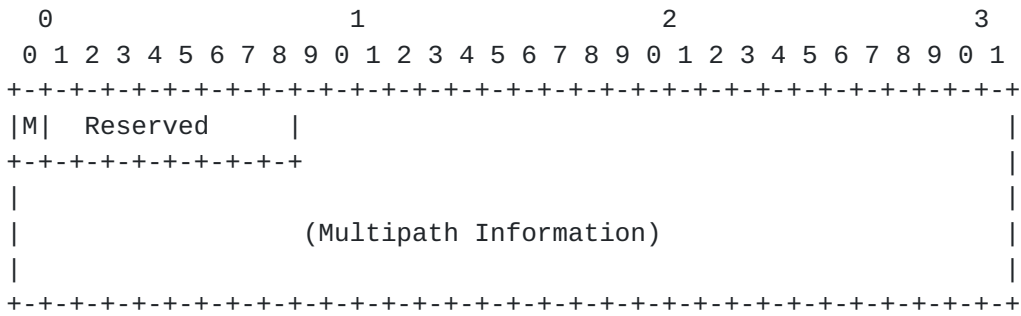 0                   1                   2                   3
 0 1 2 3 4 5 6 7 8 9 0 1 2 3 4 5 6 7 8 9 0 1 2 3 4 5 6 7 8 9 0 1
+-+-+-+-+-+-+-+-+-+-+-+-+-+-+-+-+-+-+-+-+-+-+-+-+-+-+-+-+-+-+-+-+
|M|  Reserved     |                                             |
+-+-+-+-+-+-+-+-+-+                                             |
|                                                               |
|                  (Multipath Information)                      |
|                                                               |
+-+-+-+-+-+-+-+-+-+-+-+-+-+-+-+-+-+-+-+-+-+-+-+-+-+-+-+-+-+-+-+-+